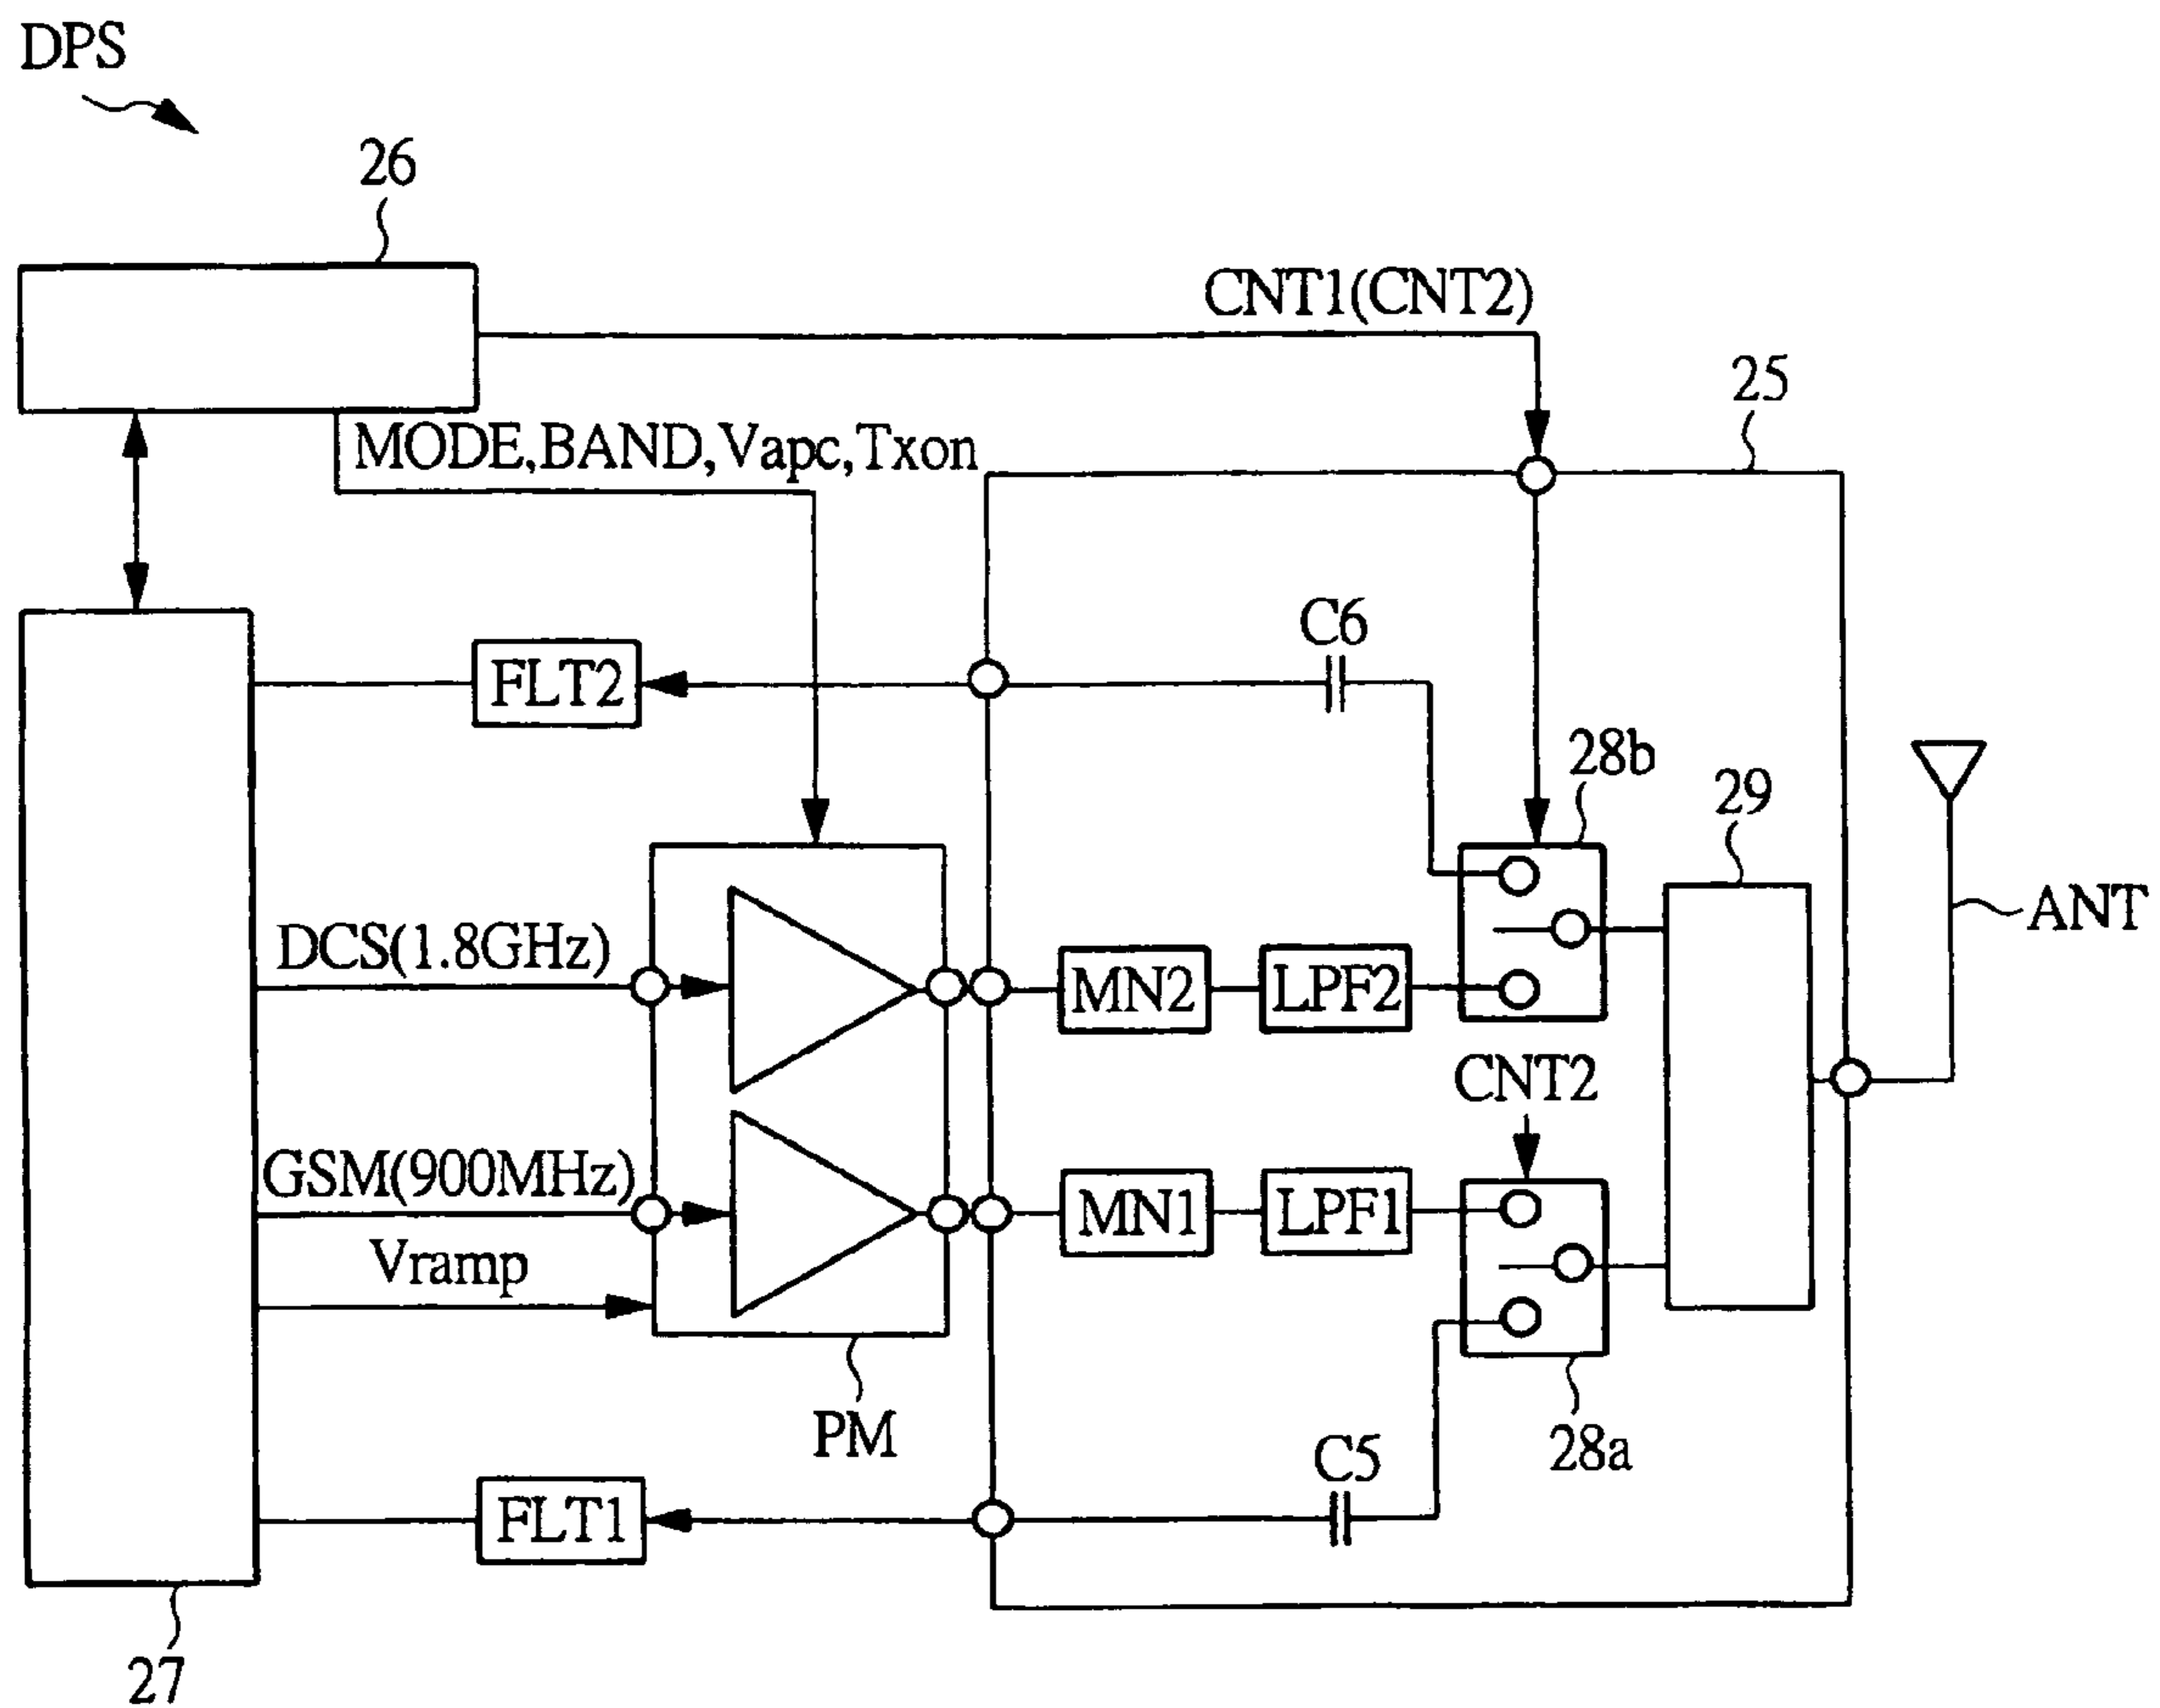 DPS
26
CNT1(CNT2)
25
MODE,BAND,Vapc,Txon
C6
FLT2
28b
29
DCS(1.8GHz)
ANT
MN2
LPF2
CNT2
GSM(900MHz)
MN1
LPF1
Vramp
PM
C5
28a
FLT1
27